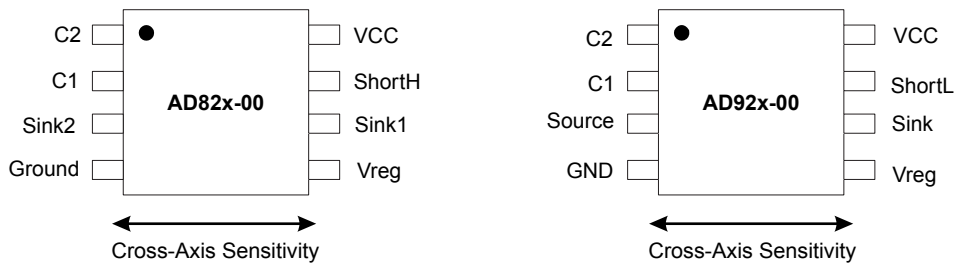 C2
VCC
C1
ShortH
AD82x-00
Sink2
Sink1
Ground
Vreg
Cross-Axis Sensitivity
C2
VCC
C1
ShortL
AD92x-00
Source
Sink
GND
Vreg
Cross-Axis Sensitivity